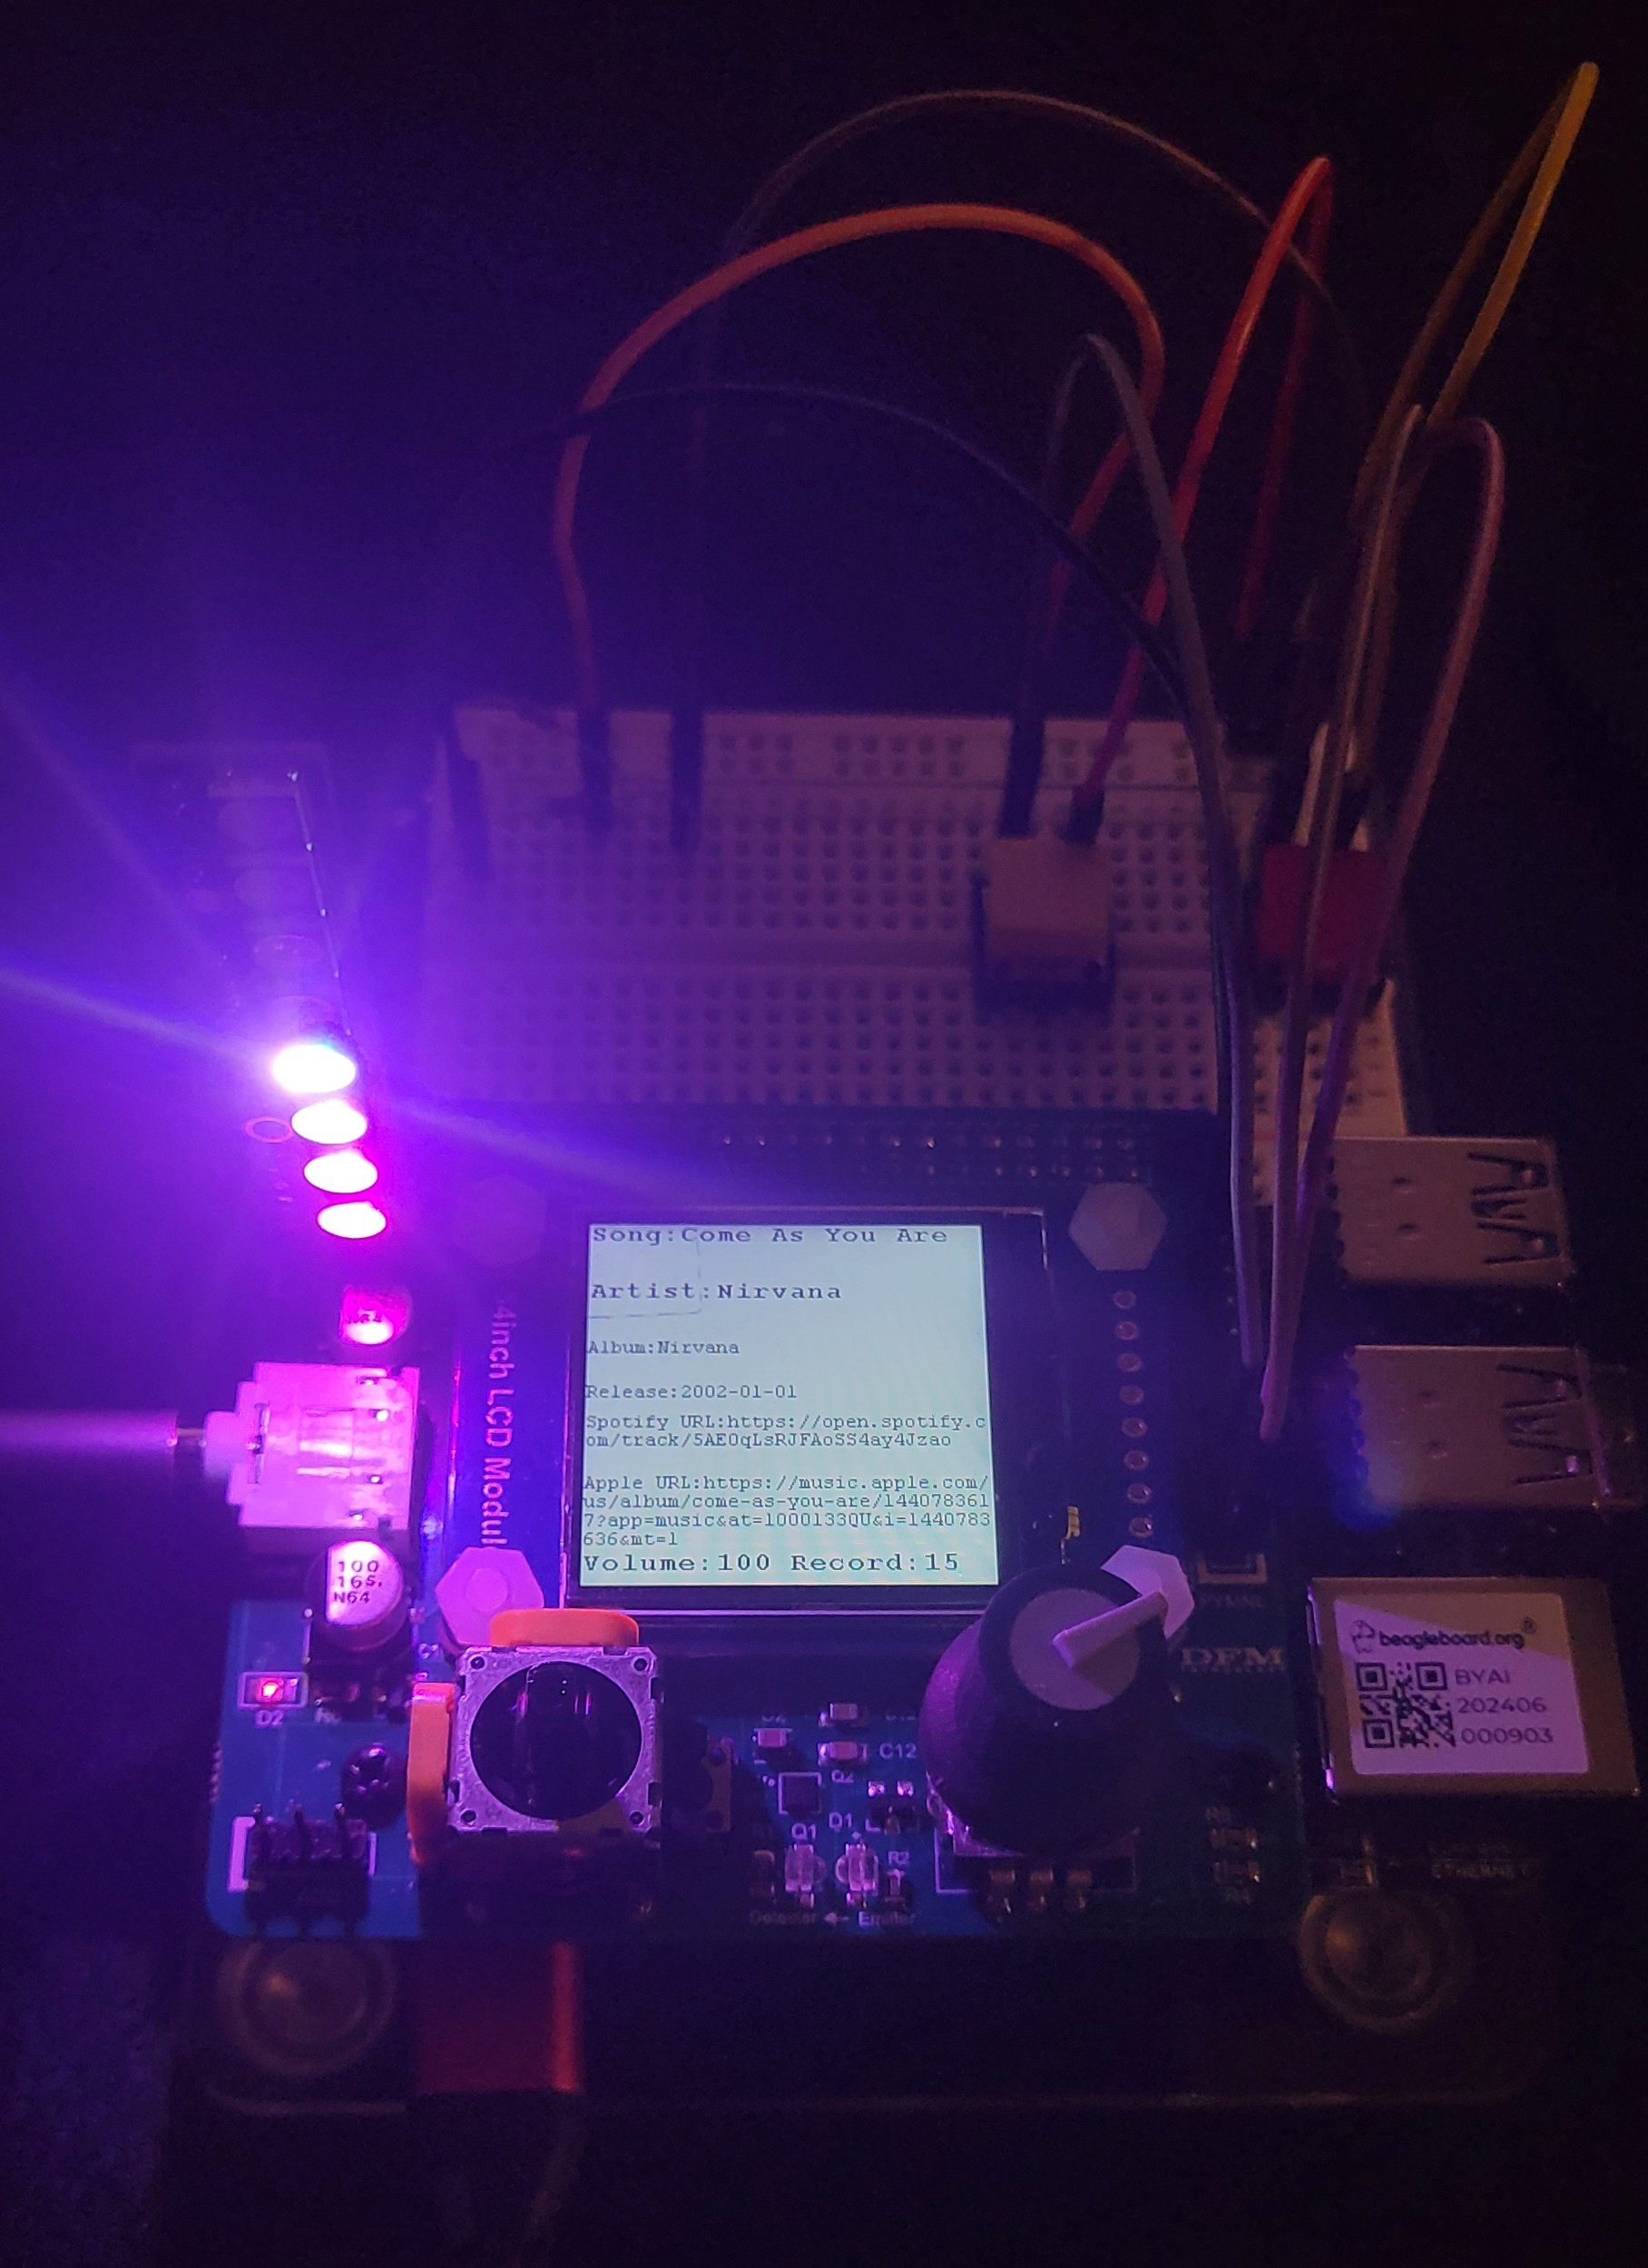 Song:Come As You Are
Artist:Nirvana
Album:Nirvana
Release:2002-01-01
Spotify URL:https://open.spotify.c
om/track/5AE0qLsRJFAoSS4ay4Jzao
Apple URL:https://music.apple.com/
us/album/come-as-you-are/144078361
7?app=music&at=1000133QU&i=1440783
636&mt=1
Volume:100 Record:15
4inch LCD Modul
100
16S.
N64
D2
C12
Q2
Q1
D1
R2
Detector
Emitter
DFM
beagleboard.org®
BYAI
202406
000903